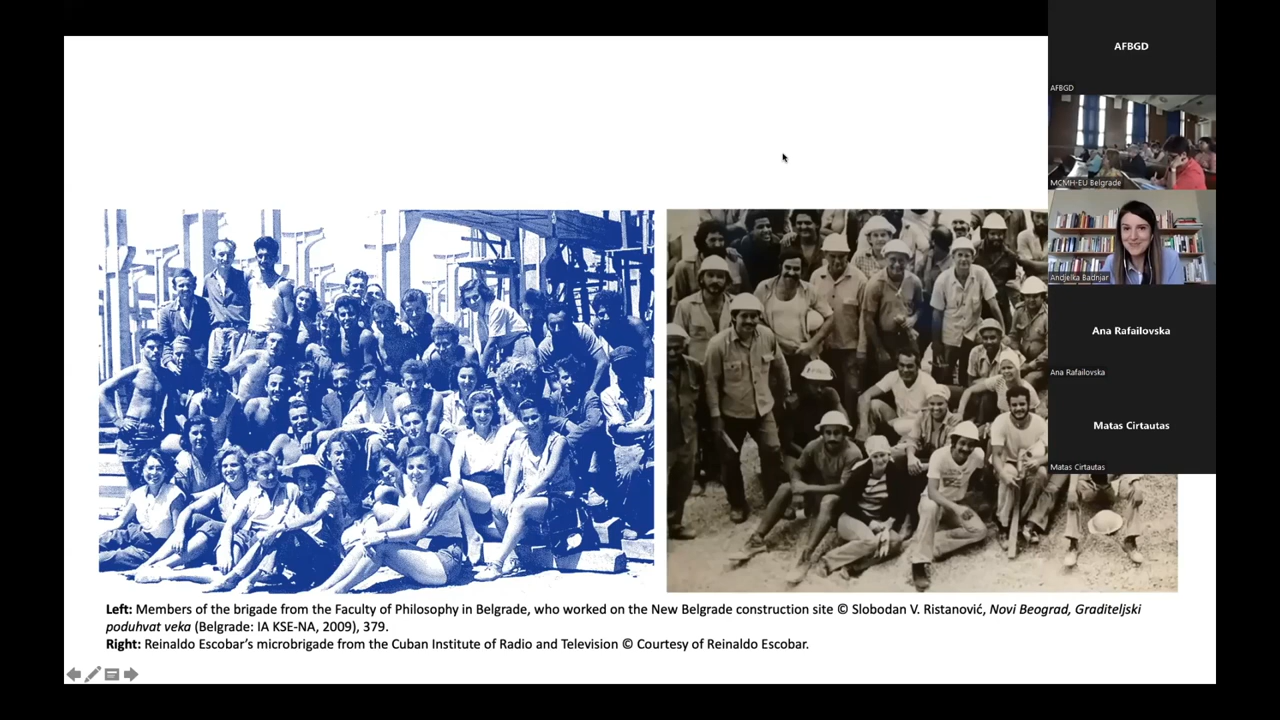 AFBGD
AFBGD
MCMH-EU Belgrade
Andjelka Badnjar
Ana Rafailovska
Ana Rafailovska
Matas Cirtautas
Matas Cirtautas
Left: Members of the brigade from the Faculty of Philosophy in Belgrade, who worked on the New Belgrade construction site © Slobodan V. Ristanović, Novi Beograd, Graditeljski
poduhvat veka (Belgrade: IA KSE-NA, 2009), 379.
Right: Reinaldo Escobar’s microbrigade from the Cuban Institute of Radio and Television © Courtesy of Reinaldo Escobar.